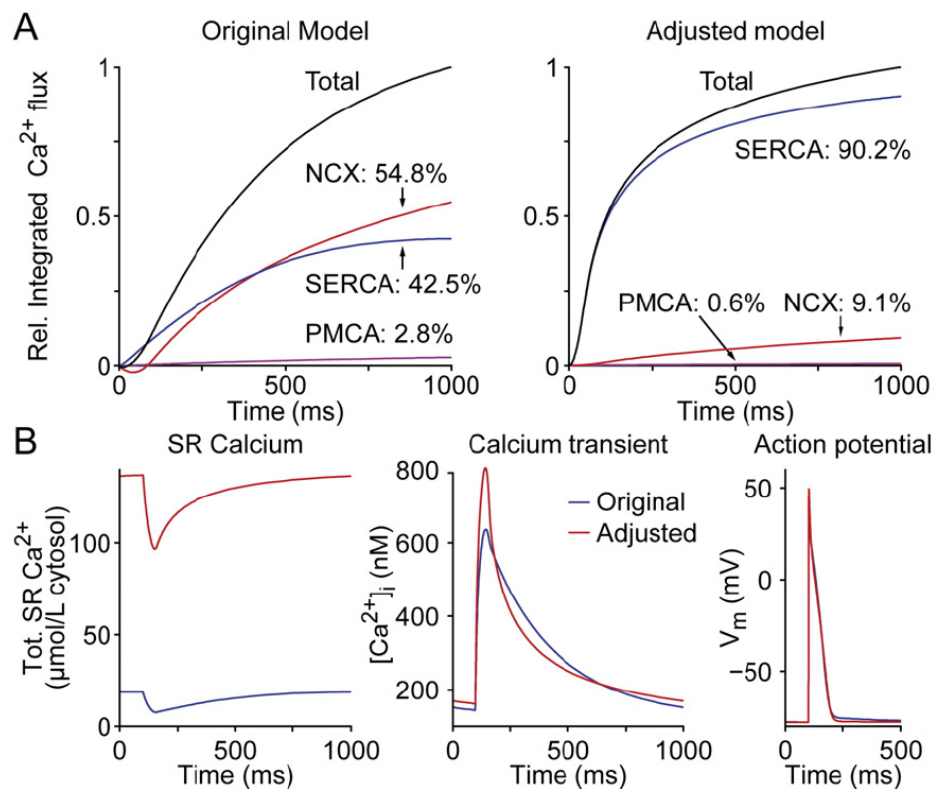 A
Original Model
Adjusted model
Rel. Integrated Ca²⁺ flux
1
0.5
0
Total
NCX: 54.8%
SERCA: 42.5%
PMCA: 2.8%
0
500
1000
Time (ms)
1
0.5
0
Total
SERCA: 90.2%
PMCA: 0.6%
NCX: 9.1%
0
500
1000
Time (ms)
B
SR Calcium
Calcium transient
Action potential
Tot. SR Ca²⁺
(µmol/L cytosol)
100
50
0
0
500
1000
Time (ms)
[Ca²⁺]i (nM)
800
600
400
200
Original
Adjusted
0
500
1000
Time (ms)
Vm (mV)
50
0
−50
0
500
Time (ms)